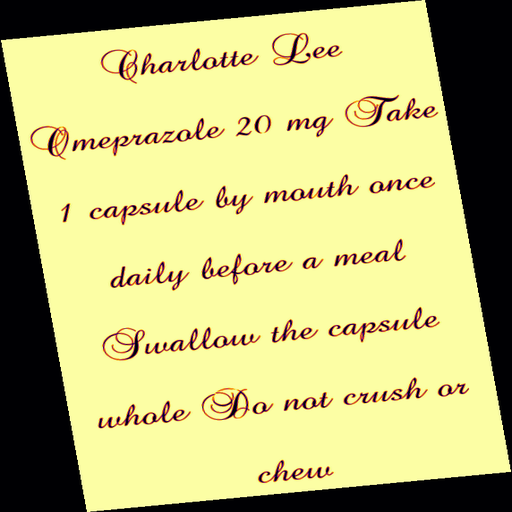 Charlotte Lee
Omeprazole 20 mg Take
1 capsule by mouth once
daily before a meal
Swallow the capsule
whole Do not crush or
chew